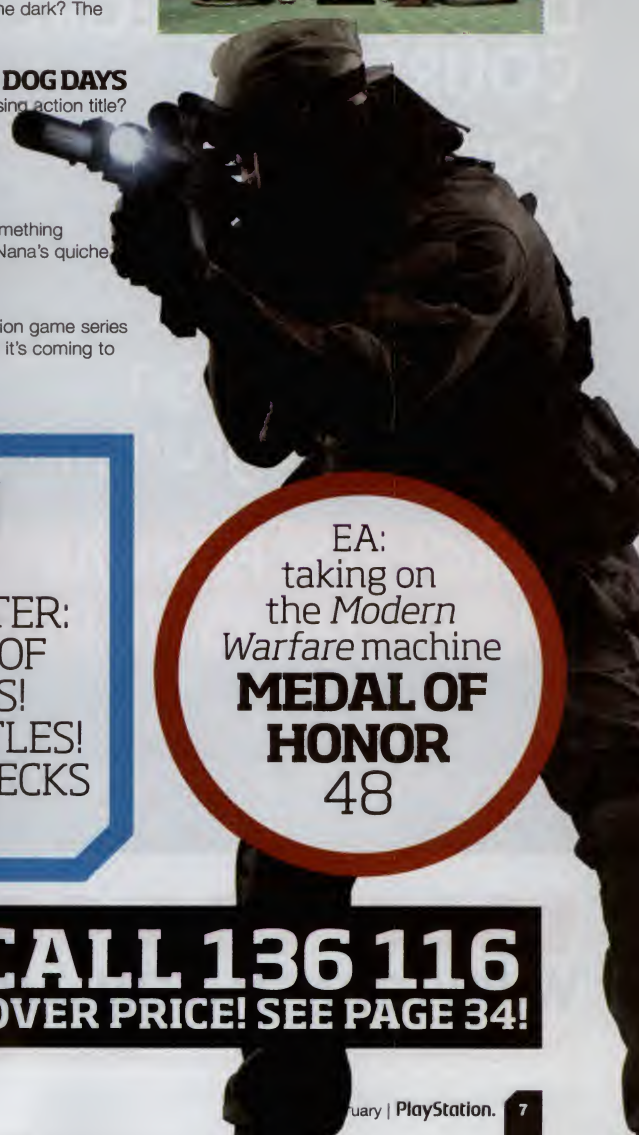 ne dark? The
DOG DAYS
sing action title?
mething
Nana's quiche
ion game series
it's coming to
TER:
OF
S!
TLES!
ECKS
EA:
taking on
the Modern
Warfare machine
MEDAL OF
HONOR
48
CALL 136 116
OVER PRICE! SEE PAGE 34!
uary | PlayStation. 7